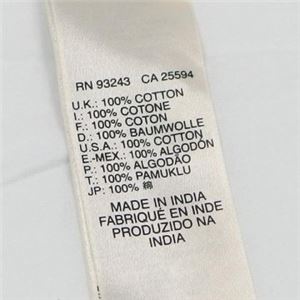 RN 93243 CA 25594
U.K.: 100% COTTON
I.: 100% COTONE
F.: 100% COTON
D.: 100% BAUMWOLLE
U.S.A.: 100% COTTON
E.-MEX.: 100% ALGODÓN
P.: 100% ALGODÃO
T.: 100% PAMUKLU
JP: 100% 綿
MADE IN INDIA
FABRIQUÉ EN INDE
PRODUZIDO NA
INDIA